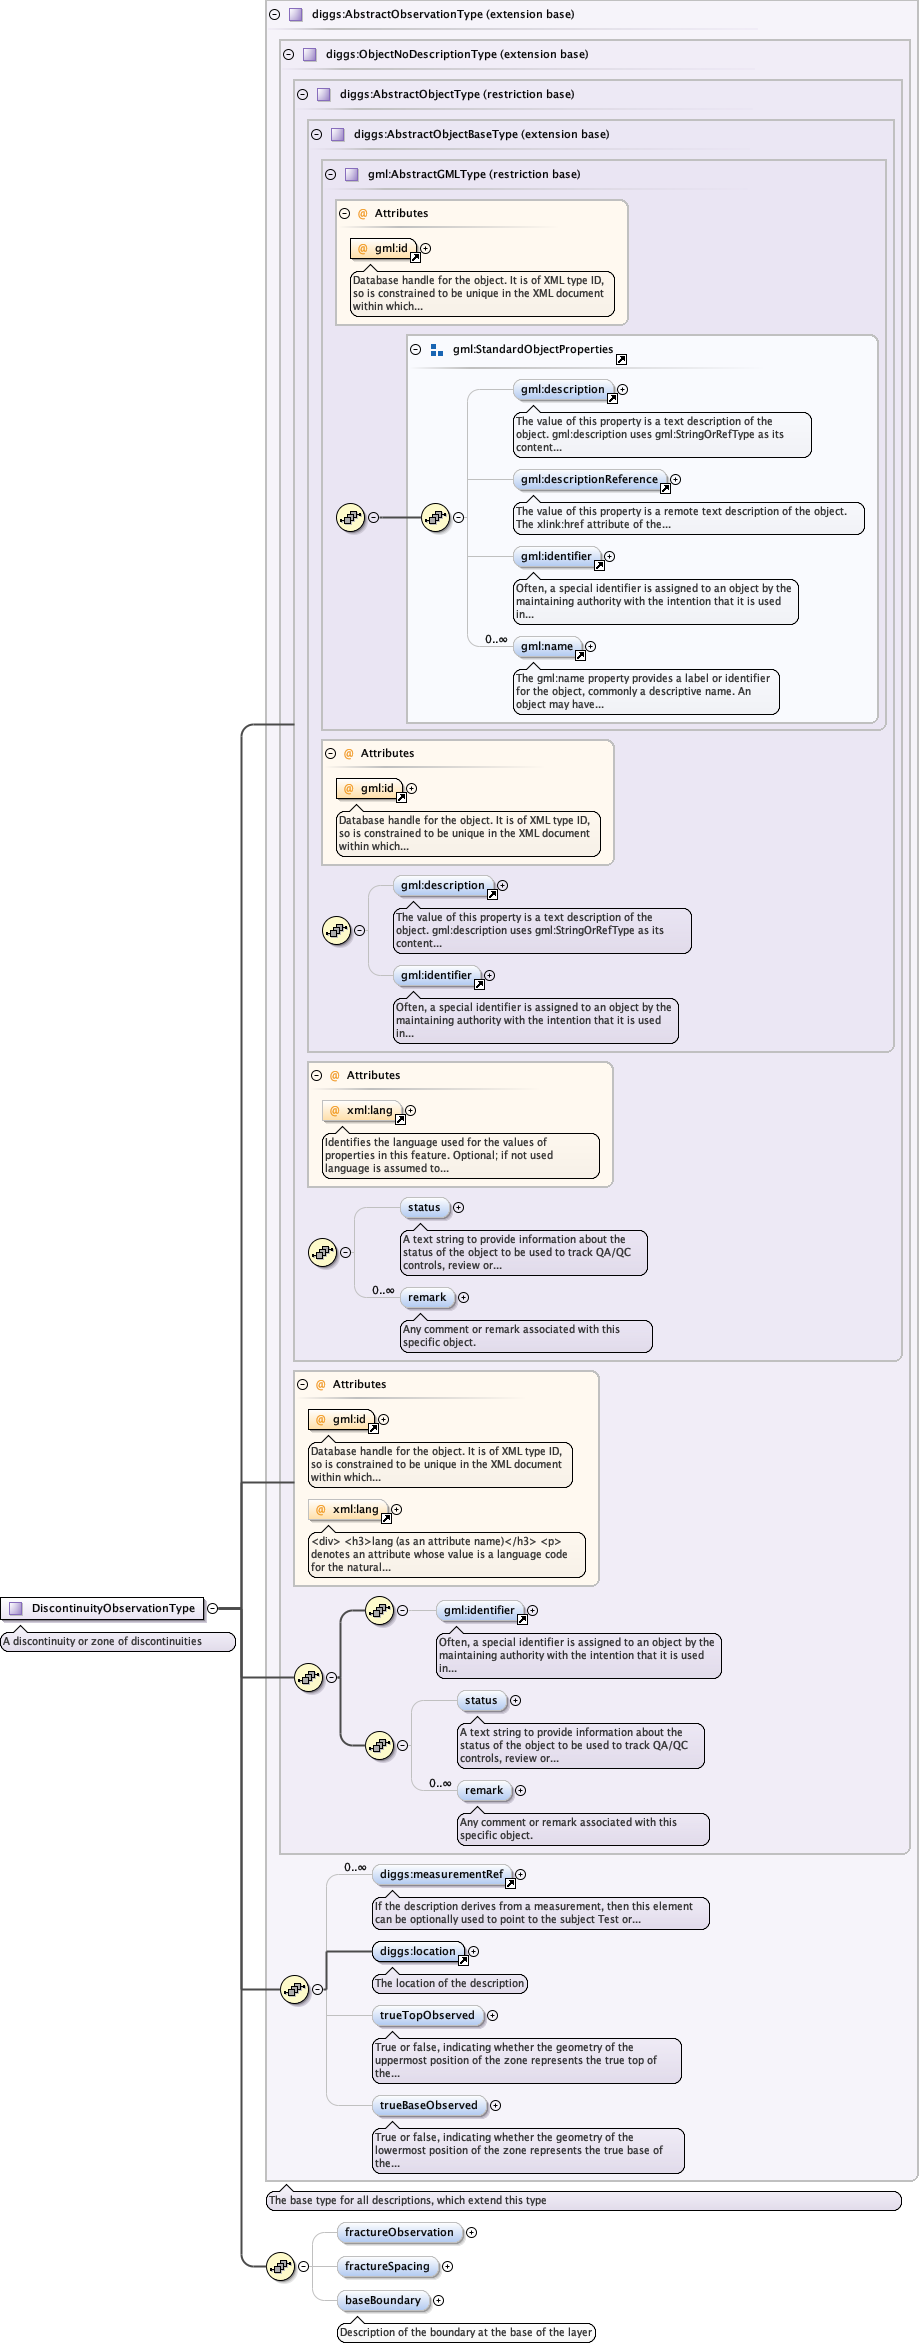 diggs:AbstractObservationType (extension base)
diggs:ObjectNoDescriptionType (extension base)
diggs:AbstractObjectType (restriction base)
diggs:AbstractObjectBaseType (extension base)
gml:AbstractGMLType (restriction base)
@ Attributes
@ gml:id
Database handle for the object. It is of XML type ID,
so is constrained to be unique in the XML document
within which...
gml:StandardObjectProperties
gml:description
The value of this property is a text description of the
object. gml:description uses gml:StringOrRefType as its
content...
gml:descriptionReference
The value of this property is a remote text description of the object.
The xlink:href attribute of the...
gml:identifier
Often, a special identifier is assigned to an object by the
maintaining authority with the intention that it is used
in...
0..∞ gml:name
The gml:name property provides a label or identifier
for the object, commonly a descriptive name. An
object may have...
@ Attributes
@ gml:id
Database handle for the object. It is of XML type ID,
so is constrained to be unique in the XML document
within which...
gml:description
The value of this property is a text description of the
object. gml:description uses gml:StringOrRefType as its
content...
gml:identifier
Often, a special identifier is assigned to an object by the
maintaining authority with the intention that it is used
in...
@ Attributes
@ xml:lang
Identifies the language used for the values of
properties in this feature. Optional; if not used
language is assumed to...
status
A text string to provide information about the
status of the object to be used to track QA/QC
controls, review or...
0..∞ remark
Any comment or remark associated with this
specific object.
@ Attributes
@ gml:id
Database handle for the object. It is of XML type ID,
so is constrained to be unique in the XML document
within which...
@ xml:lang
<div> <h3>lang (as an attribute name)</h3> <p>
denotes an attribute whose value is a language code
for the natural...
DiscontinuityObservationType
A discontinuity or zone of discontinuities
gml:identifier
Often, a special identifier is assigned to an object by the
maintaining authority with the intention that it is used
in...
status
A text string to provide information about the
status of the object to be used to track QA/QC
controls, review or...
0..∞ remark
Any comment or remark associated with this
specific object.
0..∞ diggs:measurementRef
If the description derives from a measurement, then this element
can be optionally used to point to the subject Test or...
diggs:location
The location of the description
trueTopObserved
True or false, indicating whether the geometry of the
uppermost position of the zone represents the true top of
the...
trueBaseObserved
True or false, indicating whether the geometry of the
lowermost position of the zone represents the true base of
the...
The base type for all descriptions, which extend this type
fractureObservation
fractureSpacing
baseBoundary
Description of the boundary at the base of the layer